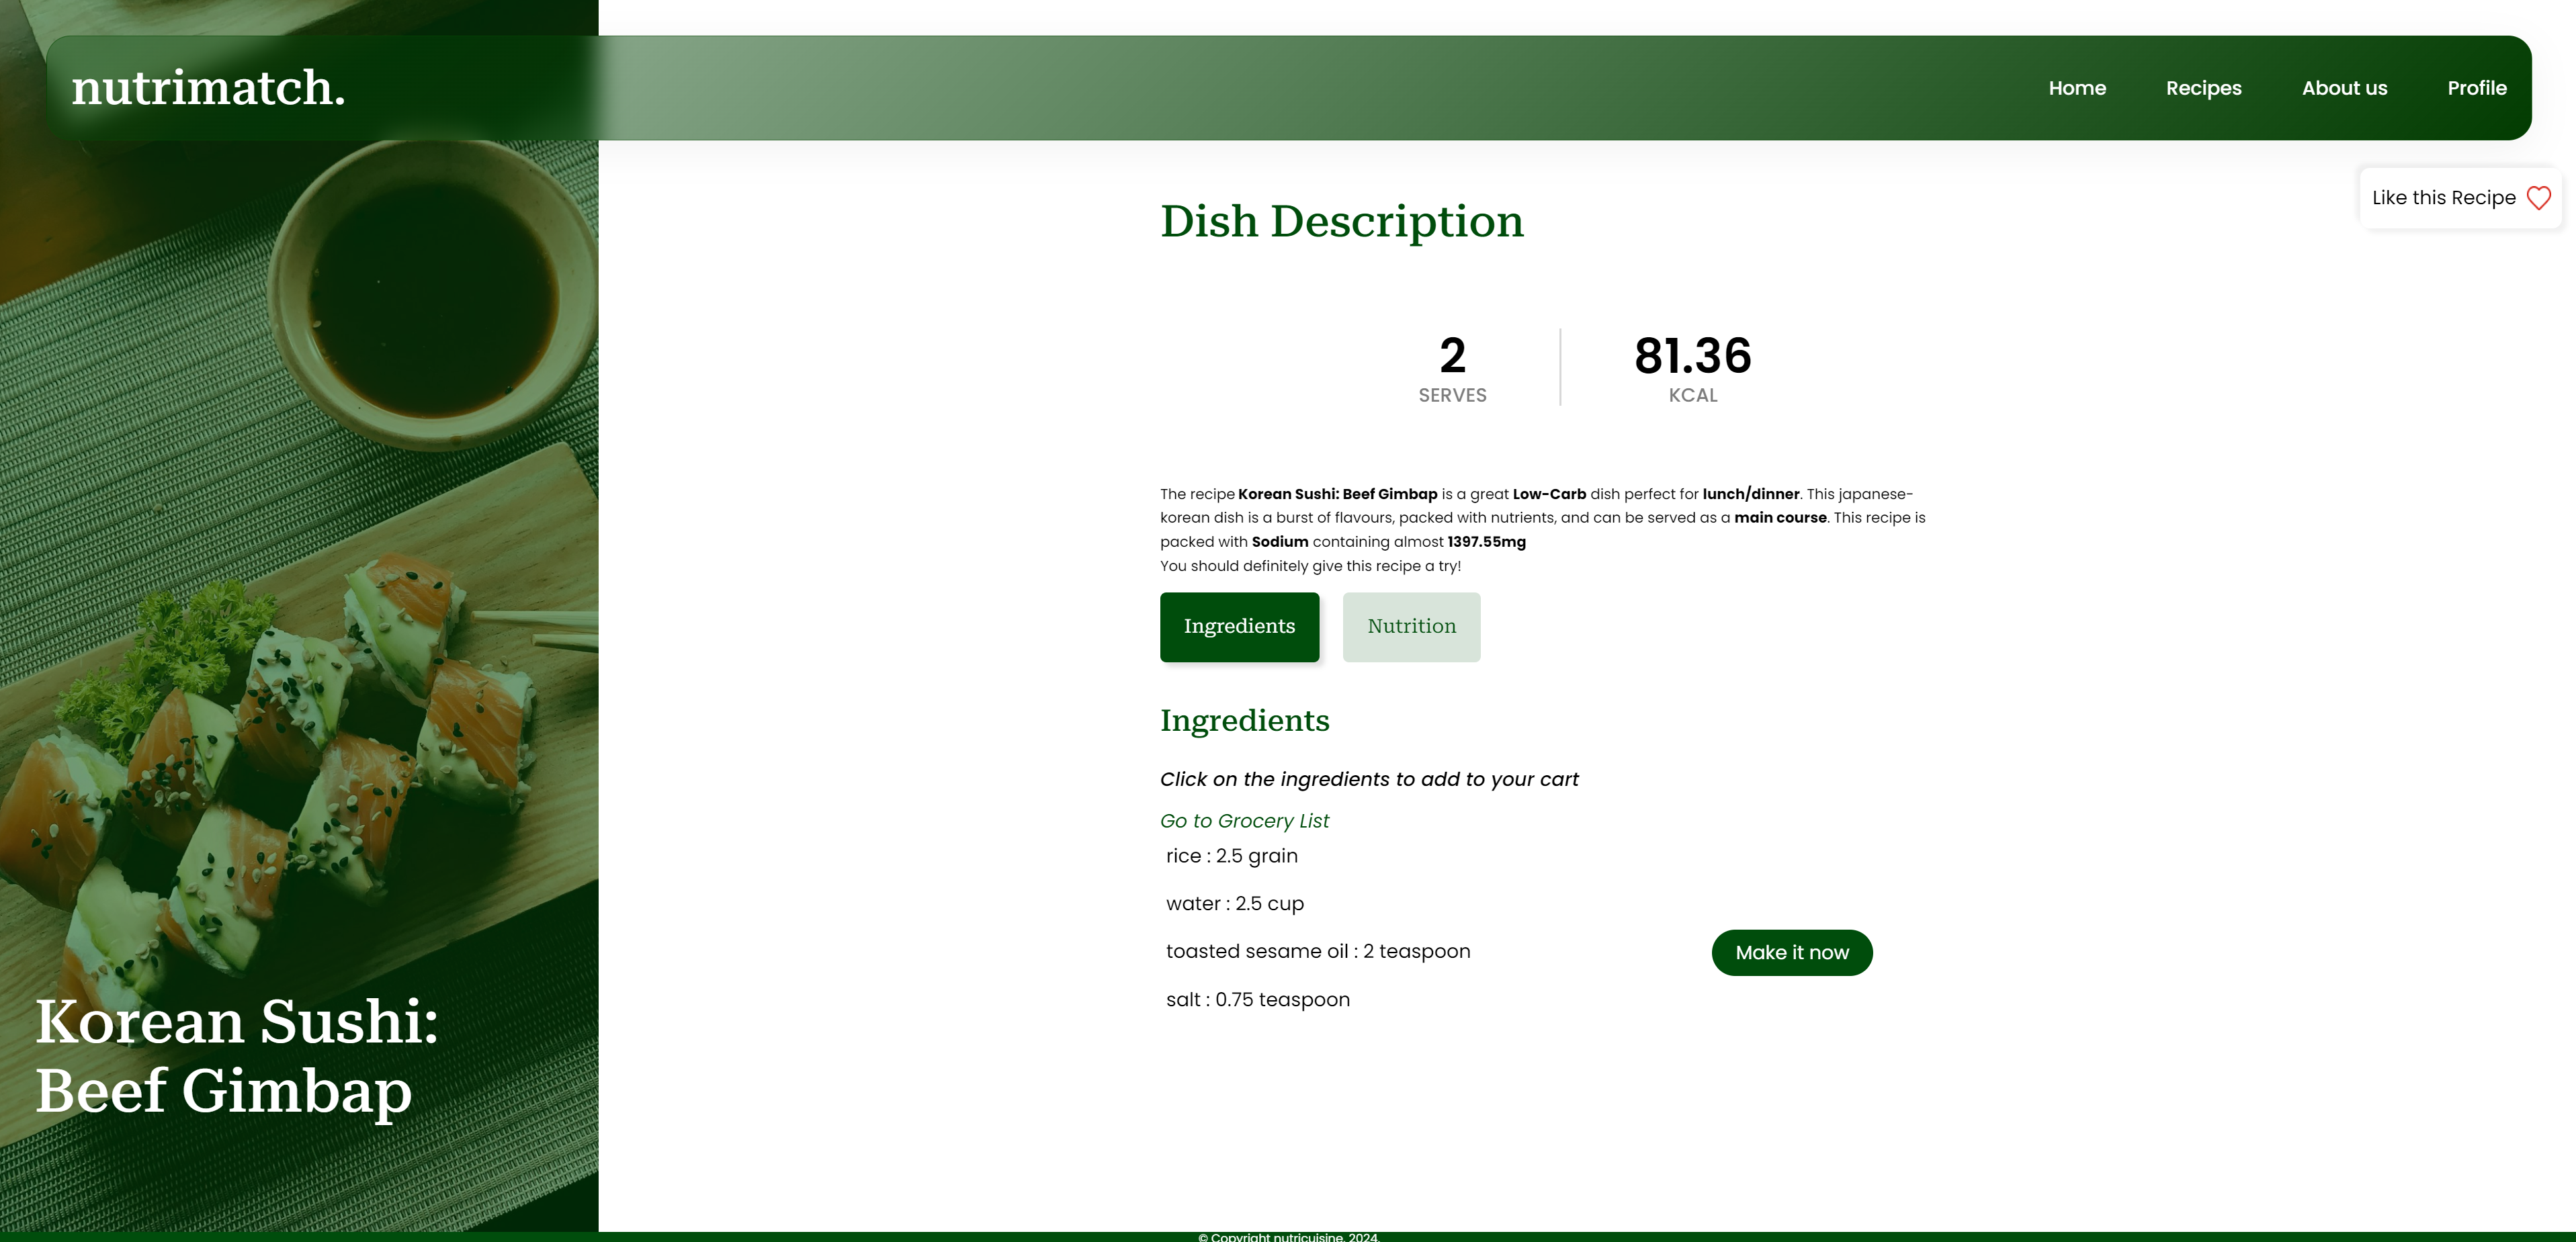 nutrimatch.
Home
Recipes
About us
Profile
Like this Recipe
Dish Description
2
SERVES
81.36
KCAL
The recipe Korean Sushi: Beef Gimbap is a great Low-Carb dish perfect for lunch/dinner. This japanese-
korean dish is a burst of flavours, packed with nutrients, and can be served as a main course. This recipe is
packed with Sodium containing almost 1397.55mg
You should definitely give this recipe a try!
Ingredients
Nutrition
Ingredients
Click on the ingredients to add to your cart
Go to Grocery List
rice : 2.5 grain
water : 2.5 cup
toasted sesame oil : 2 teaspoon
salt : 0.75 teaspoon
Make it now
Korean Sushi:
Beef Gimbap
© Copyright nutricuisine. 2024.